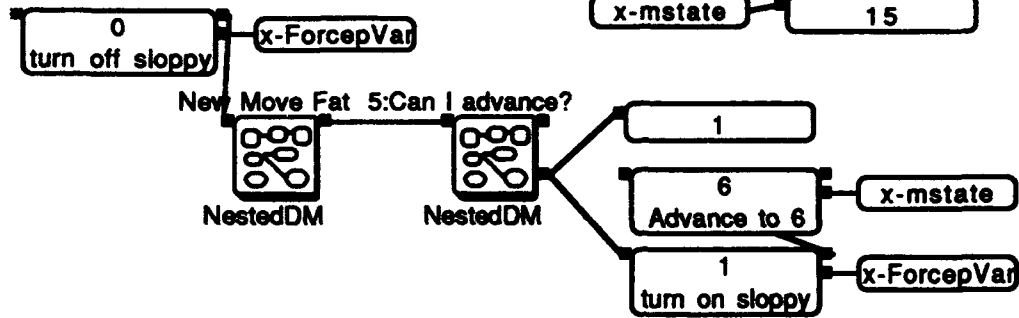 0
turn off sloppy
x-ForcepVar
x-mstate
15
New Move Fat 5:Can I advance?
NestedDM
NestedDM
1
6
Advance to 6
x-mstate
1
turn on sloppy
x-ForcepVar